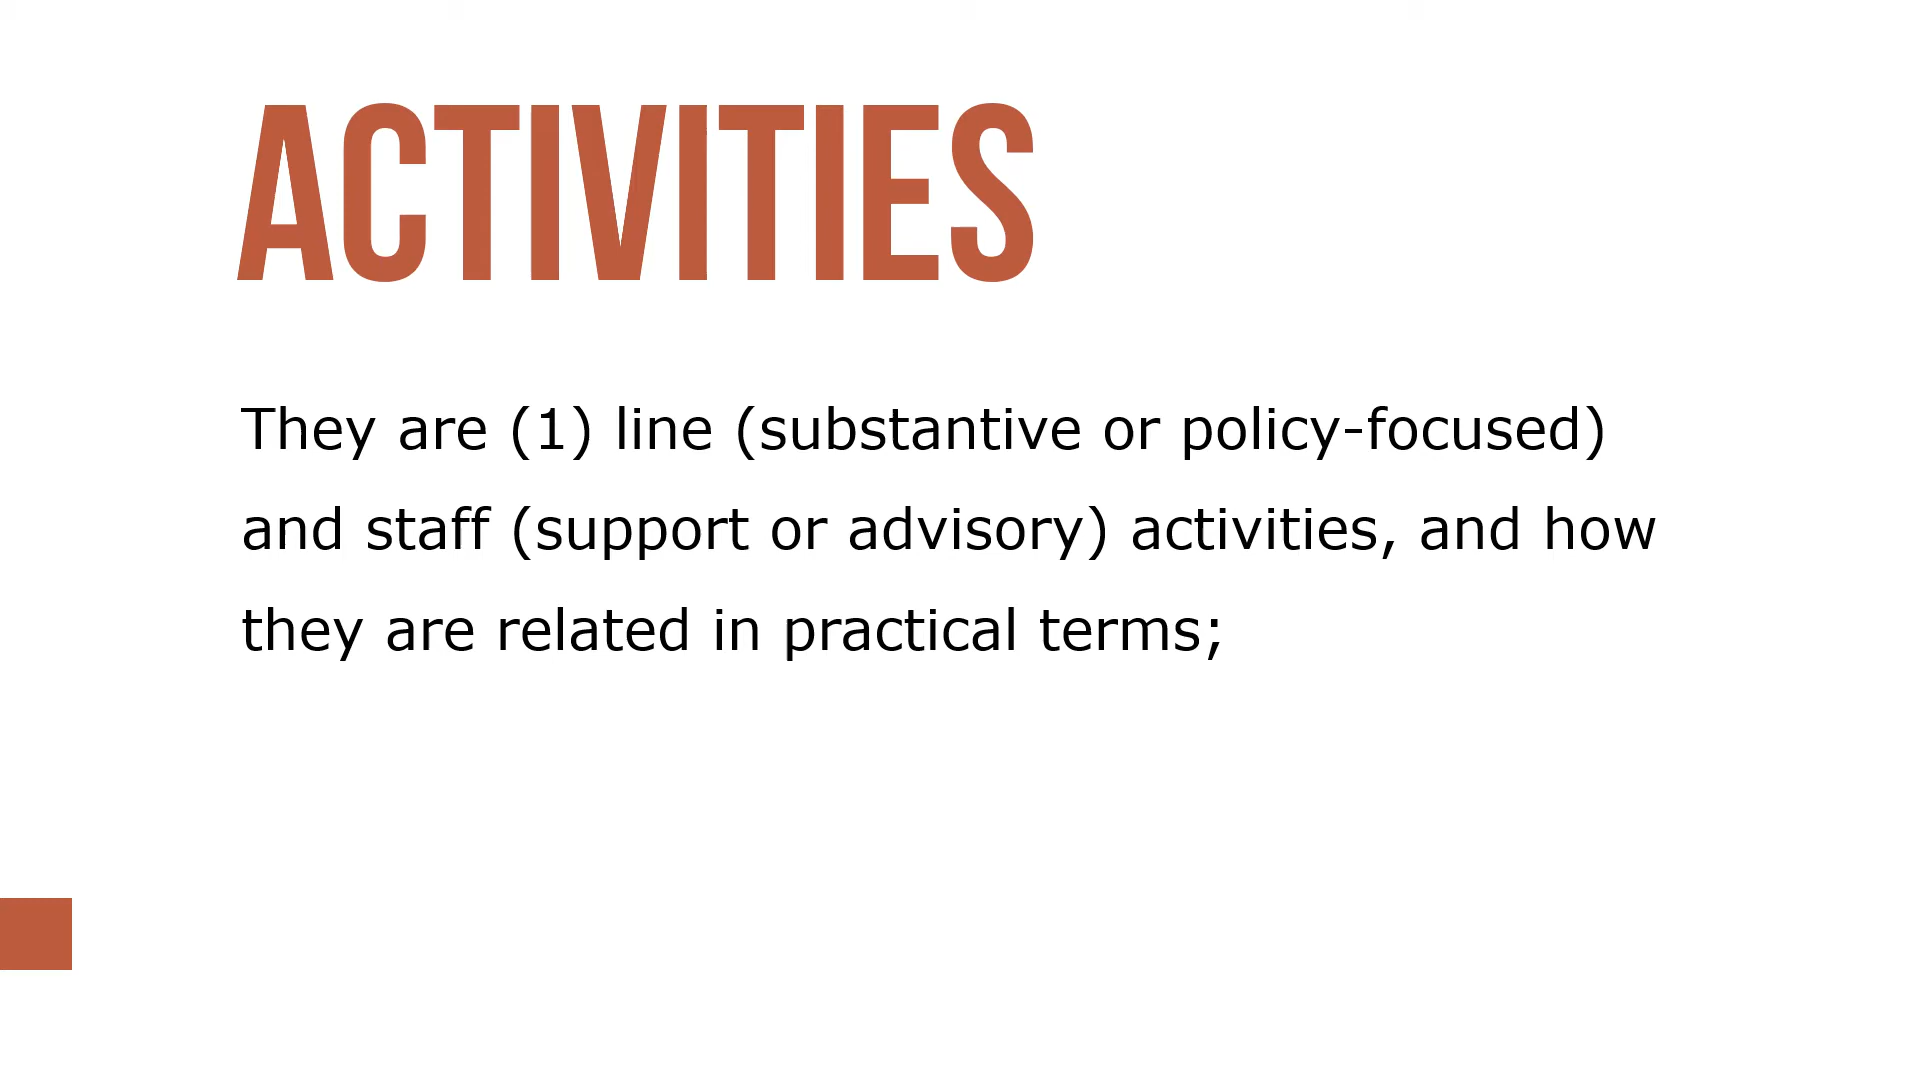 ACTIVITIES
They are (1) line (substantive or policy-focused)
and staff (support or advisory) activities, and how
they are related in practical terms;